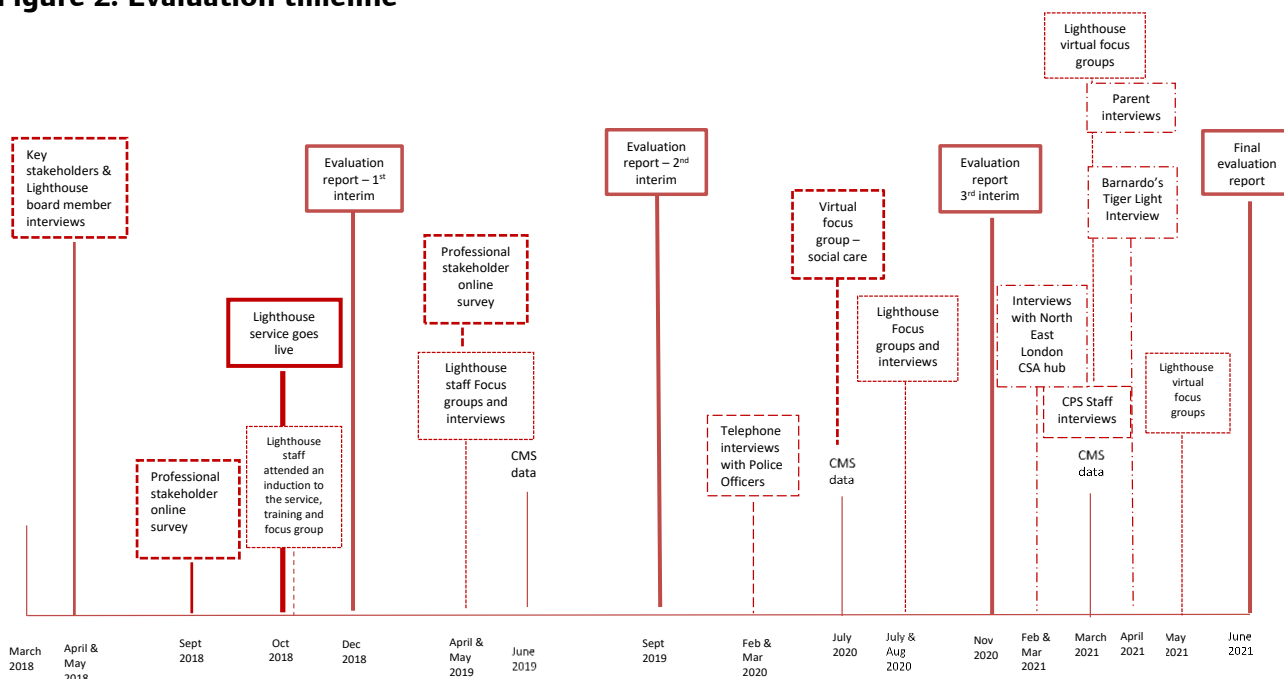 Figure 2: Evaluation timeline
Lighthouse
virtual focus
groups
Parent
interviews
Key
stakeholders &
Lighthouse
board member
interviews
Evaluation
report – 1st
interim
Evaluation
report – 2nd
interim
Evaluation
report
3rd interim
Final
evaluation
report
Barnardo's
Tiger Light
Interview
Virtual
focus
group –
social care
Professional
stakeholder
online
survey
Lighthouse
service goes
live
Lighthouse
Focus
groups and
interviews
Interviews
with North
East
London
CSA hub
Lighthouse
staff Focus
groups and
interviews
Lighthouse
virtual
focus
groups
CPS Staff
interviews
Telephone
interviews
with Police
Officers
Lighthouse
staff
attended an
induction to
the service,
training and
focus group
Professional
stakeholder
online
survey
CMS
data
CMS
data
CMS
data
March
2018
April &
May
2018
Sept
2018
Oct
2018
Dec
2018
April &
May
2019
June
2019
Sept
2019
Feb &
Mar
2020
July
2020
July &
Aug
2020
Nov
2020
Feb &
Mar
2021
March
2021
April
2021
May
2021
June
2021